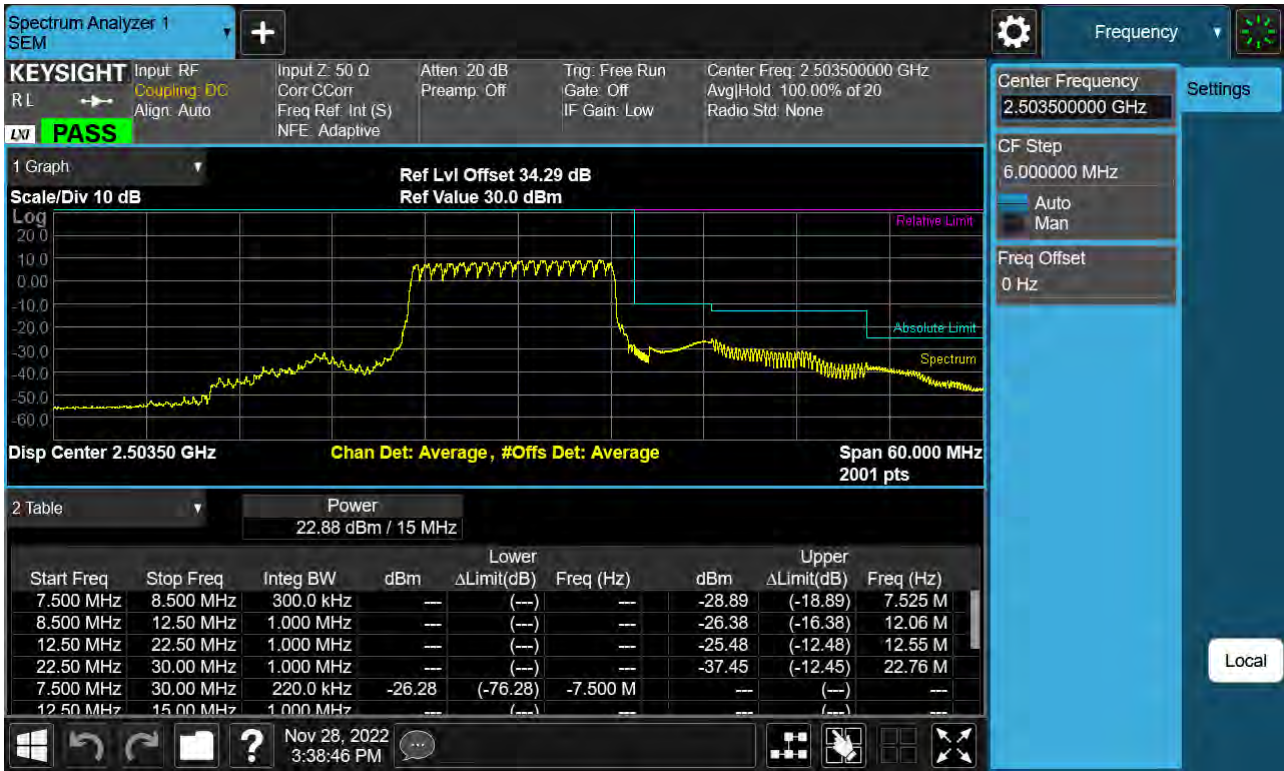 Spectrum Analyzer 1
SEM
Frequency
KEYSIGHT
RL
LXI PASS
Input: RF
Coupling: DC
Align: Auto
Input Z: 50 Ω
Corr CCorr
Freq Ref: Int (S)
NFE: Adaptive
Atten: 20 dB
Preamp: Off
Trig: Free Run
Gate: Off
IF Gain: Low
Center Freq: 2.503500000 GHz
Avg|Hold: 100.00% of 20
Radio Std: None
Center Frequency
2.503500000 GHz
Settings
CF Step
6.000000 MHz
Auto
Man
Freq Offset
0 Hz
Local
1 Graph
Scale/Div 10 dB
Ref Lvl Offset 34.29 dB
Ref Value 30.0 dBm
Log
20.0
10.0
0.00
-10.0
-20.0
-30.0
-40.0
-50.0
-60.0
Relative Limit
Absolute Limit
Spectrum
Disp Center 2.50350 GHz
Chan Det: Average, #Offs Det: Average
Span 60.000 MHz
2001 pts
2 Table
Power
22.88 dBm / 15 MHz
Lower Upper
Start Freq Stop Freq Integ BW dBm ΔLimit(dB) Freq (Hz) dBm ΔLimit(dB) Freq (Hz)
7.500 MHz 8.500 MHz 300.0 kHz --- (---) --- -28.89 (-18.89) 7.525 M
8.500 MHz 12.50 MHz 1.000 MHz --- (---) --- -26.38 (-16.38) 12.06 M
12.50 MHz 22.50 MHz 1.000 MHz --- (---) --- -25.48 (-12.48) 12.55 M
22.50 MHz 30.00 MHz 1.000 MHz --- (---) --- -37.45 (-12.45) 22.76 M
7.500 MHz 30.00 MHz 220.0 kHz -26.28 (-76.28) -7.500 M --- (---) ---
12.50 MHz 15.00 MHz 1.000 MHz --- (---) --- --- (---) ---
?
Nov 28, 2022
3:38:46 PM